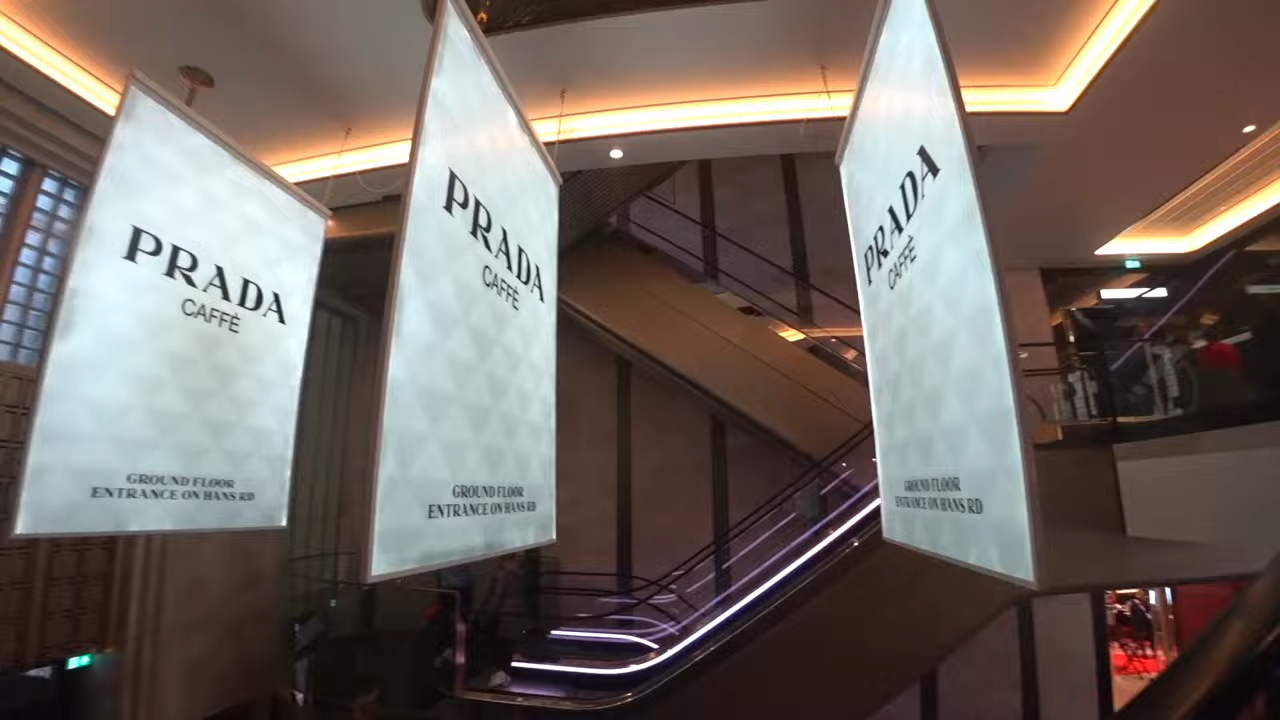 PRADA
CAFFÈ
GROUND FLOOR
ENTRANCE ON HANS RD
PRADA
CAFFÈ
GROUND FLOOR
ENTRANCE ON HANS RD
PRADA
CAFFÈ
GROUND FLOOR
ENTRANCE ON HANS RD